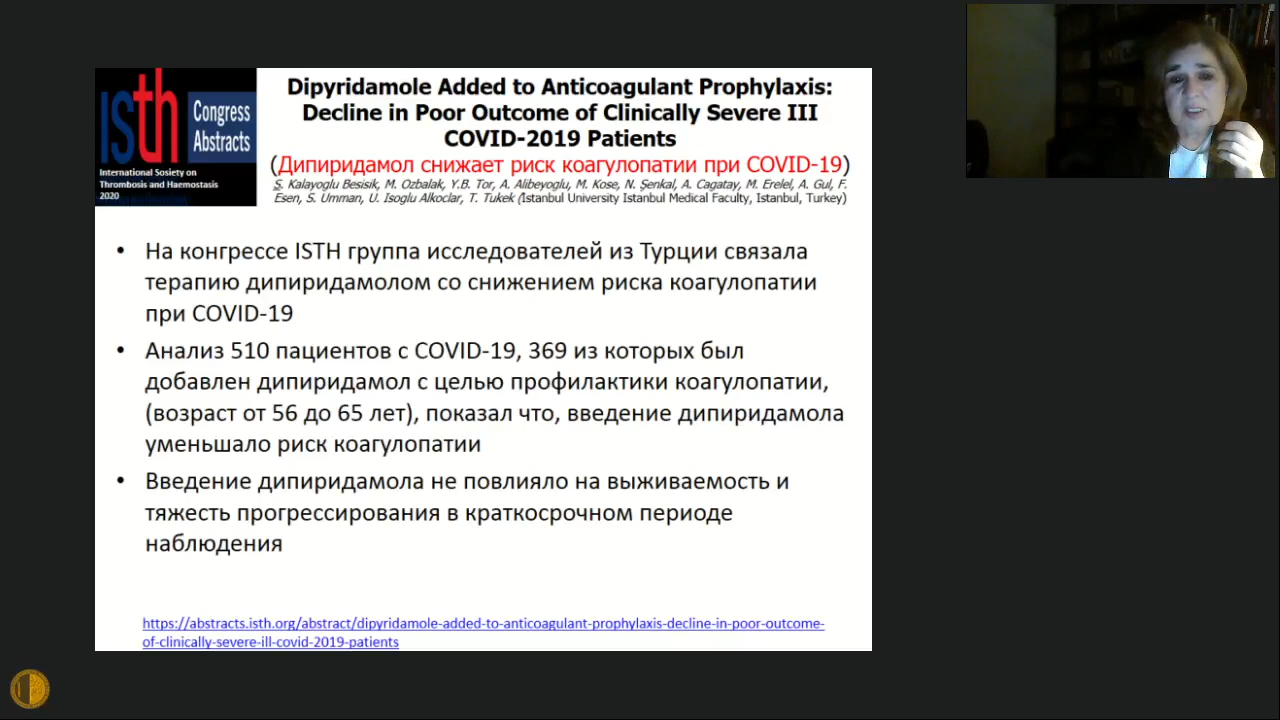 isth
Congress
Abstracts
International Society on
Thrombosis and Haemostasis
2020
Dipyridamole Added to Anticoagulant Prophylaxis:
Decline in Poor Outcome of Clinically Severe III
COVID-2019 Patients
(Дипиридамол снижает риск коагулопатии при COVID-19)
Ş. Kalayoglu Besisik, M. Ozbalak, Y.B. Tor, A. Alibeyoglu, M. Kose, N. Şenkal, A. Cagatay, M. Erelel, A. Gul, F.
Esen, S. Umman, U. Isoglu Alkoclar, T. Tukek (Istanbul University Istanbul Medical Faculty, Istanbul, Turkey)
• На конгрессе ISTH группа исследователей из Турции связала
терапию дипиридамолом со снижением риска коагулопатии
при COVID-19
• Анализ 510 пациентов с COVID-19, 369 из которых был
добавлен дипиридамол с целью профилактики коагулопатии,
(возраст от 56 до 65 лет), показал что, введение дипиридамола
уменьшало риск коагулопатии
• Введение дипиридамола не повлияло на выживаемость и
тяжесть прогрессирования в краткосрочном периоде
наблюдения
https://abstracts.isth.org/abstract/dipyridamole-added-to-anticoagulant-prophylaxis-decline-in-poor-outcome-
of-clinically-severe-ill-covid-2019-patients